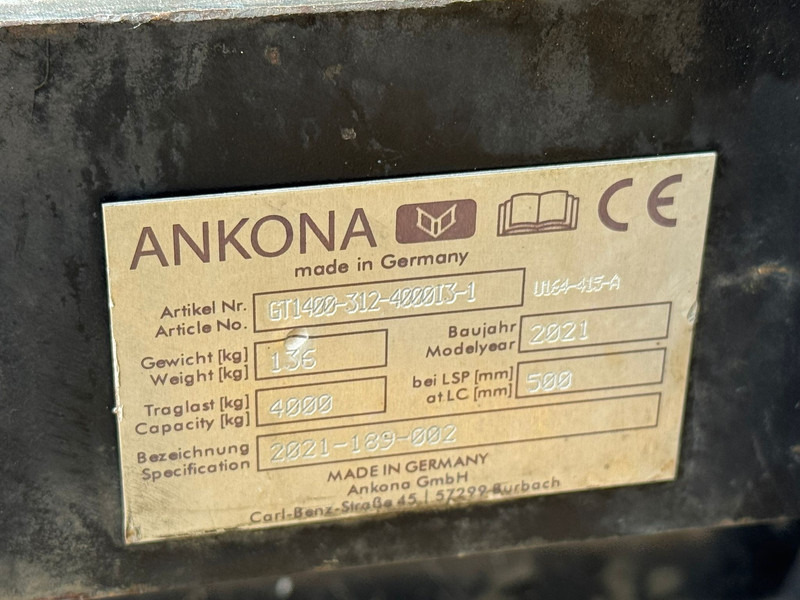 ANKONA CE
made in Germany
Artikel Nr. GT1400-312-4000I3-1 U164-415-A
Article No.
Gewicht [kg] 136 Baujahr 2021
Weight [kg] Modelyear
Traglast [kg] 4000 bei LSP [mm] 500
Capacity [kg] at.LC [mm]
Bezeichnung 2021-189-002
Specification
MADE IN GERMANY
Ankona GmbH
Carl-Benz-Straße 45 | 57299 Burbach